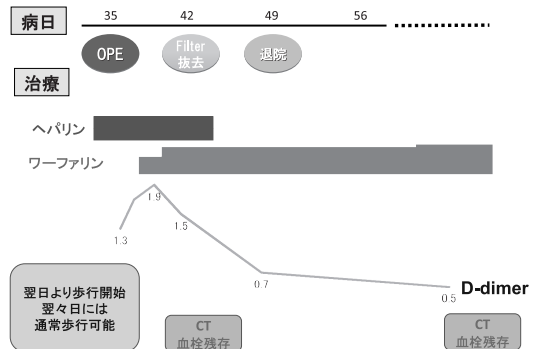 病日
35 42 49 56
OPE
Filter
抜去
退院
治療
ヘパリン
ワーファリン
1.9
1.3
1.5
0.7
0.5
D-dimer
翌日より歩行開始
翌々日には
通常歩行可能
CT
血栓残存
CT
血栓残存